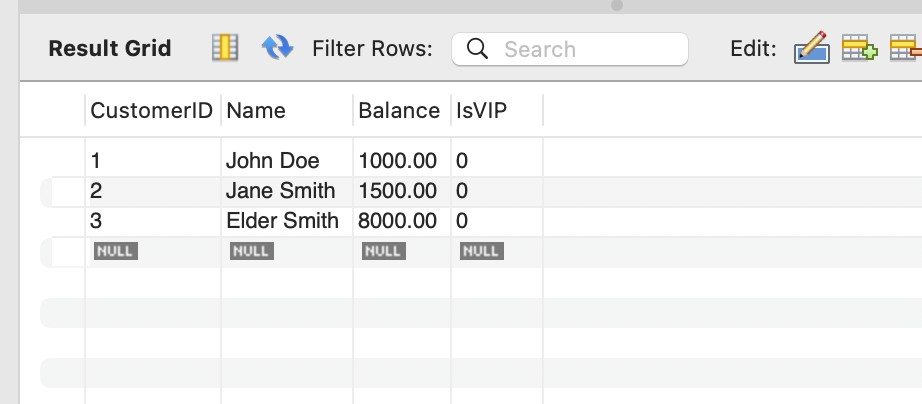 Result Grid Filter Rows: Search Edit:
CustomerID Name Balance IsVIP
1 John Doe 1000.00 0
2 Jane Smith 1500.00 0
3 Elder Smith 8000.00 0
NULL NULL NULL NULL